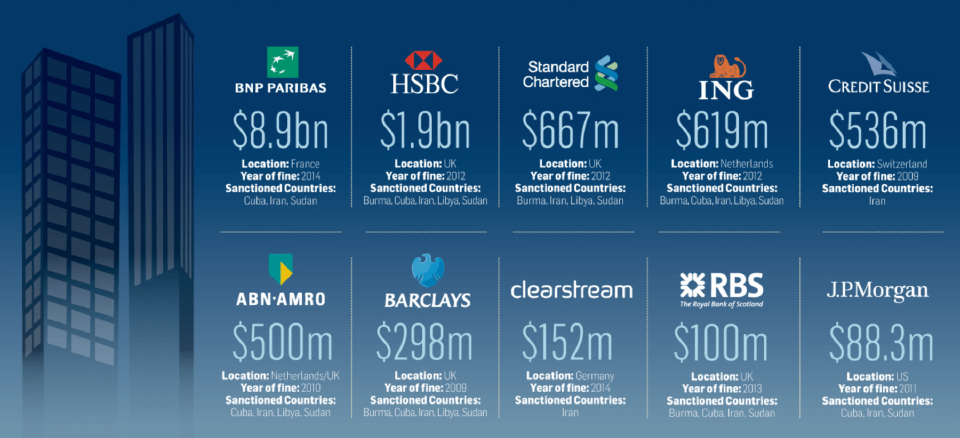 BNP PARIBAS
$8.9bn
Location: France
Year of fine: 2014
Sanctioned Countries:
Cuba, Iran, Sudan
HSBC
$1.9bn
Location: UK
Year of fine: 2012
Sanctioned Countries:
Burma, Cuba, Iran, Libya, Sudan
Standard
Chartered
$667m
Location: UK
Year of fine: 2012
Sanctioned Countries:
Burma, Iran, Libya, Sudan
ING
$619m
Location: Netherlands
Year of fine: 2012
Sanctioned Countries:
Burma, Cuba, Iran, Libya, Sudan
CREDIT SUISSE
$536m
Location: Switzerland
Year of fine: 2009
Sanctioned Countries:
Iran
ABN·AMRO
$500m
Location: Netherlands/UK
Year of fine: 2010
Sanctioned Countries:
Cuba, Iran, Libya, Sudan
BARCLAYS
$298m
Location: UK
Year of fine: 2009
Sanctioned Countries:
Burma, Cuba, Iran, Libya, Sudan
clearstream
$152m
Location: Germany
Year of fine: 2014
Sanctioned Countries:
Iran
RBS
The Royal Bank of Scotland
$100m
Location: UK
Year of fine: 2013
Sanctioned Countries:
Burma, Cuba, Iran, Sudan
J.P.Morgan
$88.3m
Location: US
Year of fine: 2011
Sanctioned Countries:
Cuba, Iran, Sudan